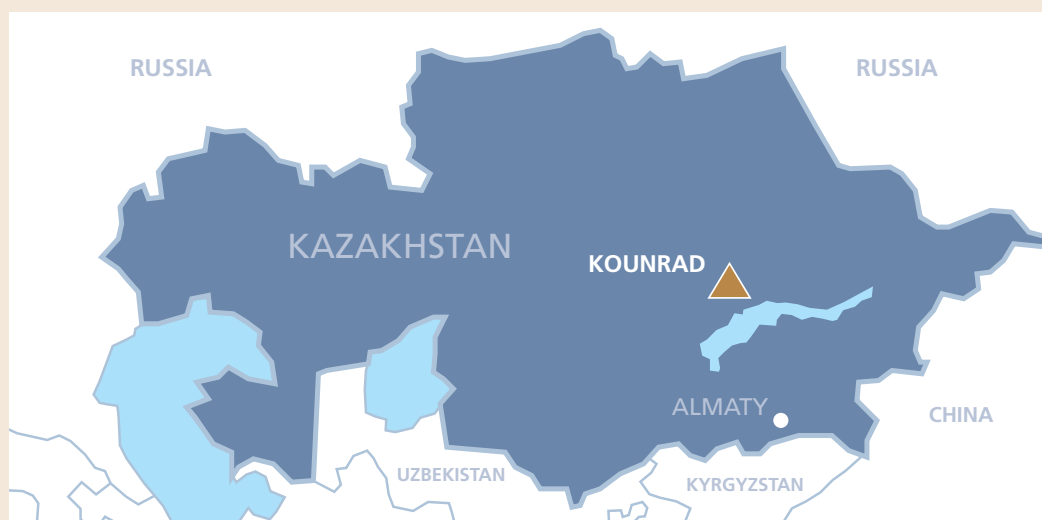 RUSSIA
RUSSIA
KAZAKHSTAN
KOUNRAD
ALMATY
CHINA
UZBEKISTAN
KYRGYZSTAN